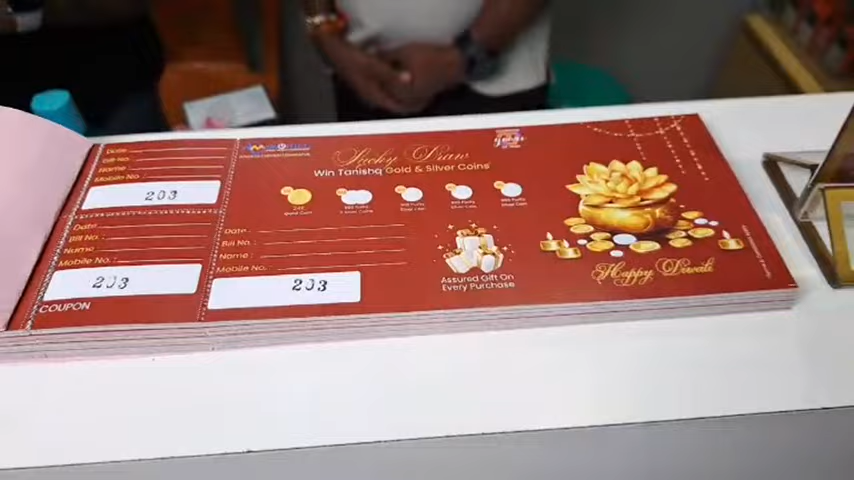 Date
Bill No.
Name
Mobile No.
203
Date
Bill No.
Name
Mobile No.
203
COUPON
Lucky Draw
Win Tanishq Gold & Silver Coins
Date
Bill No.
Name
Mobile No.
203
Assured Gift On
Every Purchase
Happy Diwali